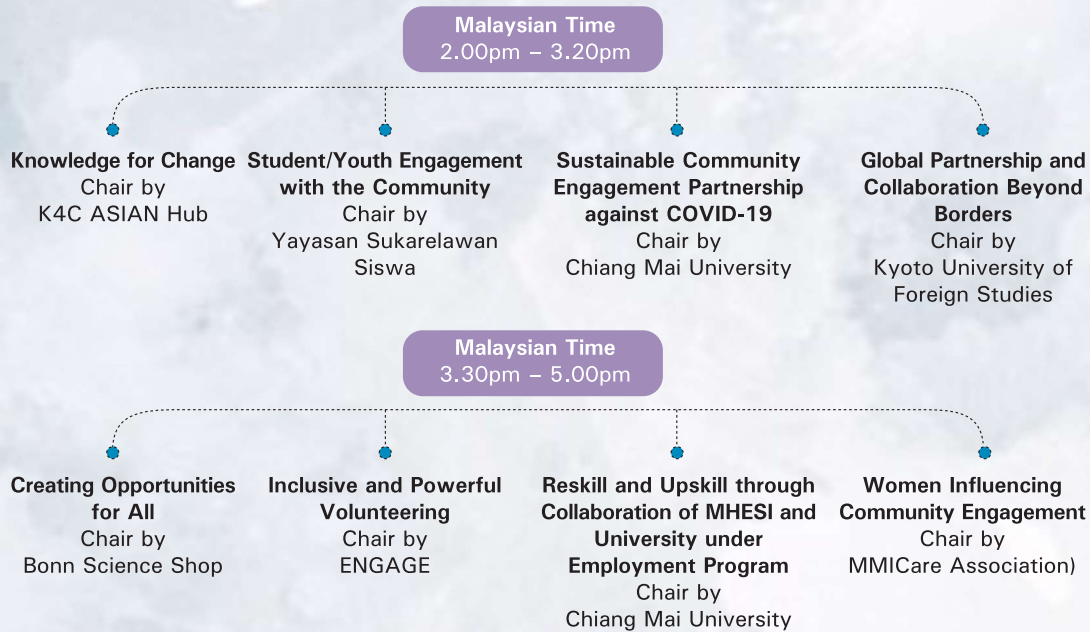 Malaysian Time
2.00pm – 3.20pm
Knowledge for Change
Chair by
K4C ASIAN Hub
Student/Youth Engagement
with the Community
Chair by
Yayasan Sukarelawan
Siswa
Sustainable Community
Engagement Partnership
against COVID-19
Chair by
Chiang Mai University
Global Partnership and
Collaboration Beyond
Borders
Chair by
Kyoto University of
Foreign Studies
Malaysian Time
3.30pm – 5.00pm
Creating Opportunities
for All
Chair by
Bonn Science Shop
Inclusive and Powerful
Volunteering
Chair by
ENGAGE
Reskill and Upskill through
Collaboration of MHESI and
University under
Employment Program
Chair by
Chiang Mai University
Women Influencing
Community Engagement
Chair by
MMICare Association)